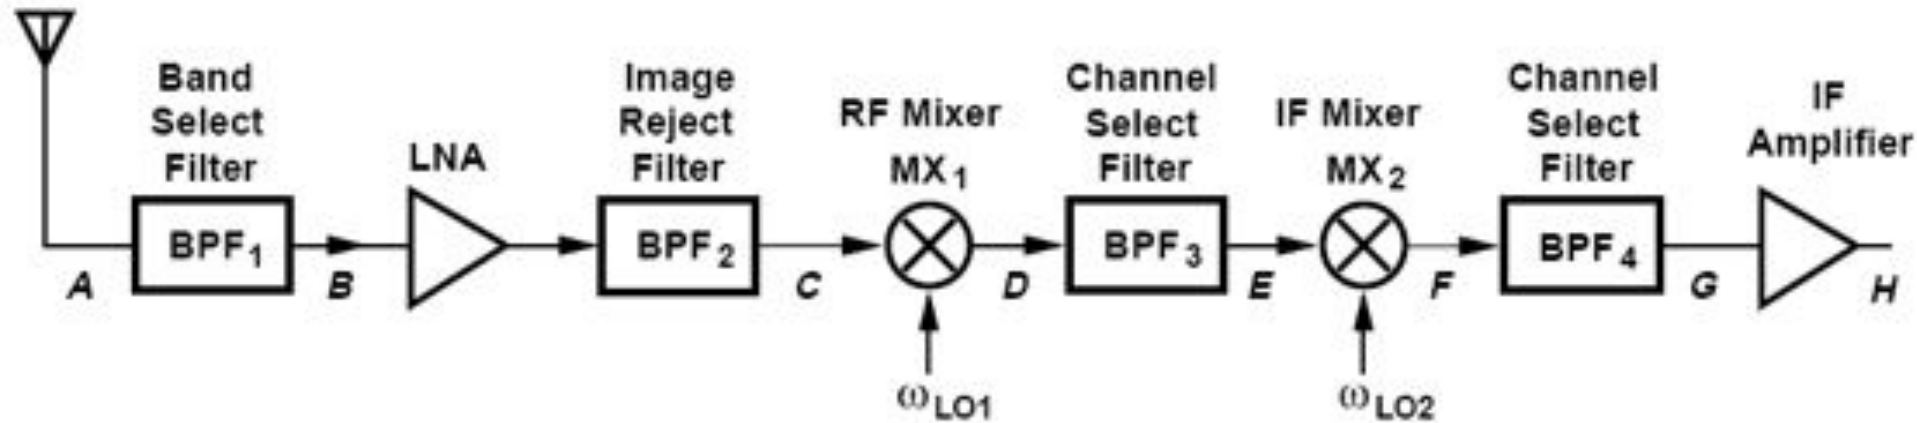 Band
Select
Filter
LNA
Image
Reject
Filter
RF Mixer
MX1
Channel
Select
Filter
IF Mixer
MX2
Channel
Select
Filter
IF
Amplifier
BPF1
BPF2
BPF3
BPF4
A
B
C
D
E
F
G
H
ωLO1
ωLO2